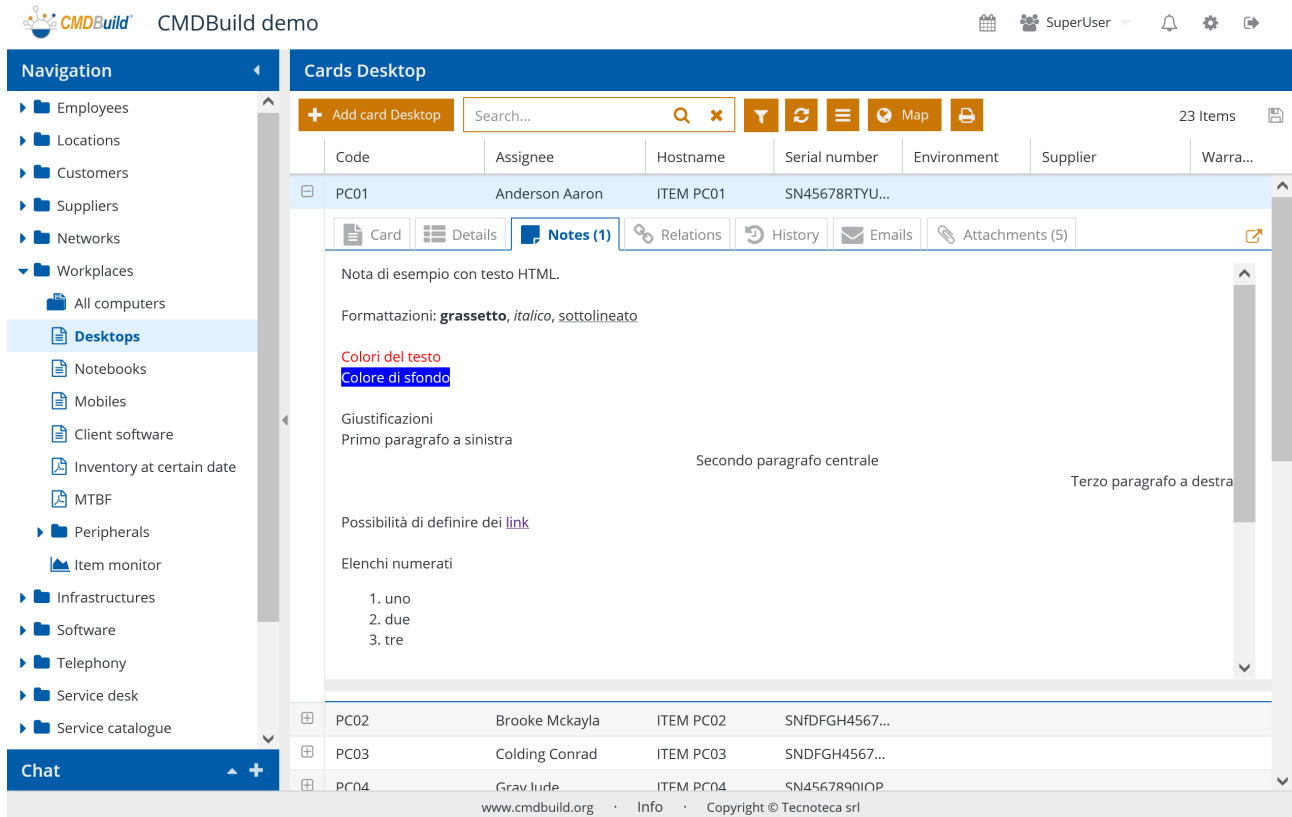 CMDBuild CMDBuild demo SuperUser
Navigation
Employees
Locations
Customers
Suppliers
Networks
Workplaces
All computers
Desktops
Notebooks
Mobiles
Client software
Inventory at certain date
MTBF
Peripherals
Item monitor
Infrastructures
Software
Telephony
Service desk
Service catalogue
Chat
Cards Desktop
Add card Desktop Search... Map 23 Items
Code Assignee Hostname Serial number Environment Supplier Warra...
PC01 Anderson Aaron ITEM PC01 SN45678RTYU...
Card Details Notes (1) Relations History Emails Attachments (5)
Nota di esempio con testo HTML.
Formattazioni: grassetto, italico, sottolineato
Colori del testo
Colore di sfondo
Giustificazioni
Primo paragrafo a sinistra
Secondo paragrafo centrale
Terzo paragrafo a destra
Possibilità di definire dei link
Elenchi numerati
1. uno
2. due
3. tre
PC02 Brooke Mckayla ITEM PC02 SNfDFGH4567...
PC03 Colding Conrad ITEM PC03 SNDFGH4567...
PC04 Gray Jude ITEM PC04 SN4567890IOP
www.cmdbuild.org · Info · Copyright © Tecnoteca srl